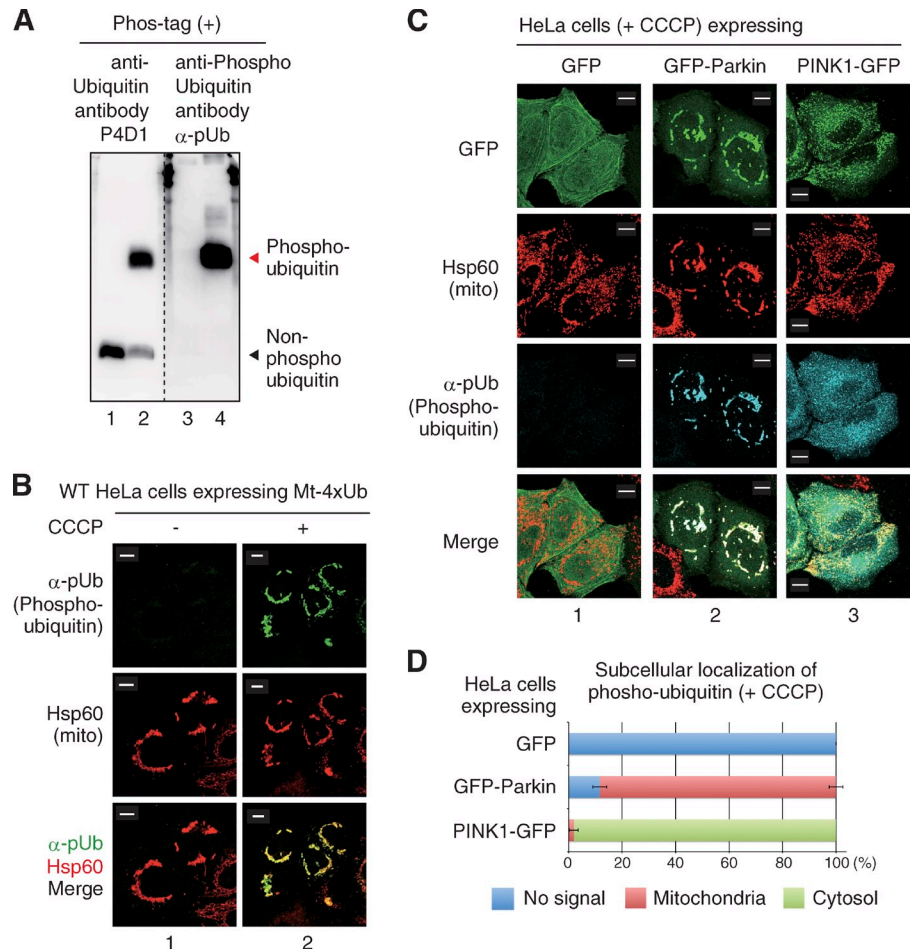 A
Phos-tag (+)
anti-
Ubiquitin
antibody
P4D1
anti-Phospho
Ubiquitin
antibody
α-pUb
Phospho-
ubiquitin
Non-
phospho
ubiquitin
1 2 3 4
B
WT HeLa cells expressing Mt-4xUb
CCCP - +
α-pUb
(Phospho-
ubiquitin)
Hsp60
(mito)
α-pUb
Hsp60
Merge
1 2
C
HeLa cells (+ CCCP) expressing
GFP GFP-Parkin PINK1-GFP
GFP
Hsp60
(mito)
α-pUb
(Phospho-
ubiquitin)
Merge
1 2 3
D
HeLa cells
expressing
Subcellular localization of
phosho-ubiquitin (+ CCCP)
GFP
GFP-Parkin
PINK1-GFP
0 20 40 60 80 100 (%)
No signal Mitochondria Cytosol